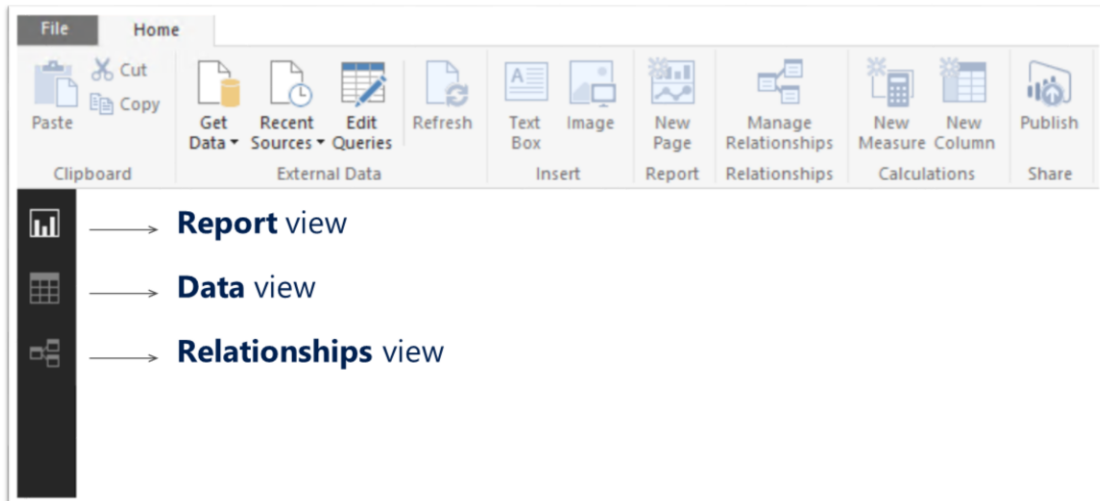 File Home
Paste
Cut
Copy
Get Data
Recent Sources
Edit Queries
Refresh
Text Box
Image
New Page
Manage Relationships
New Measure
New Column
Publish
Clipboard External Data Insert Report Relationships Calculations Share
Report view
Data view
Relationships view